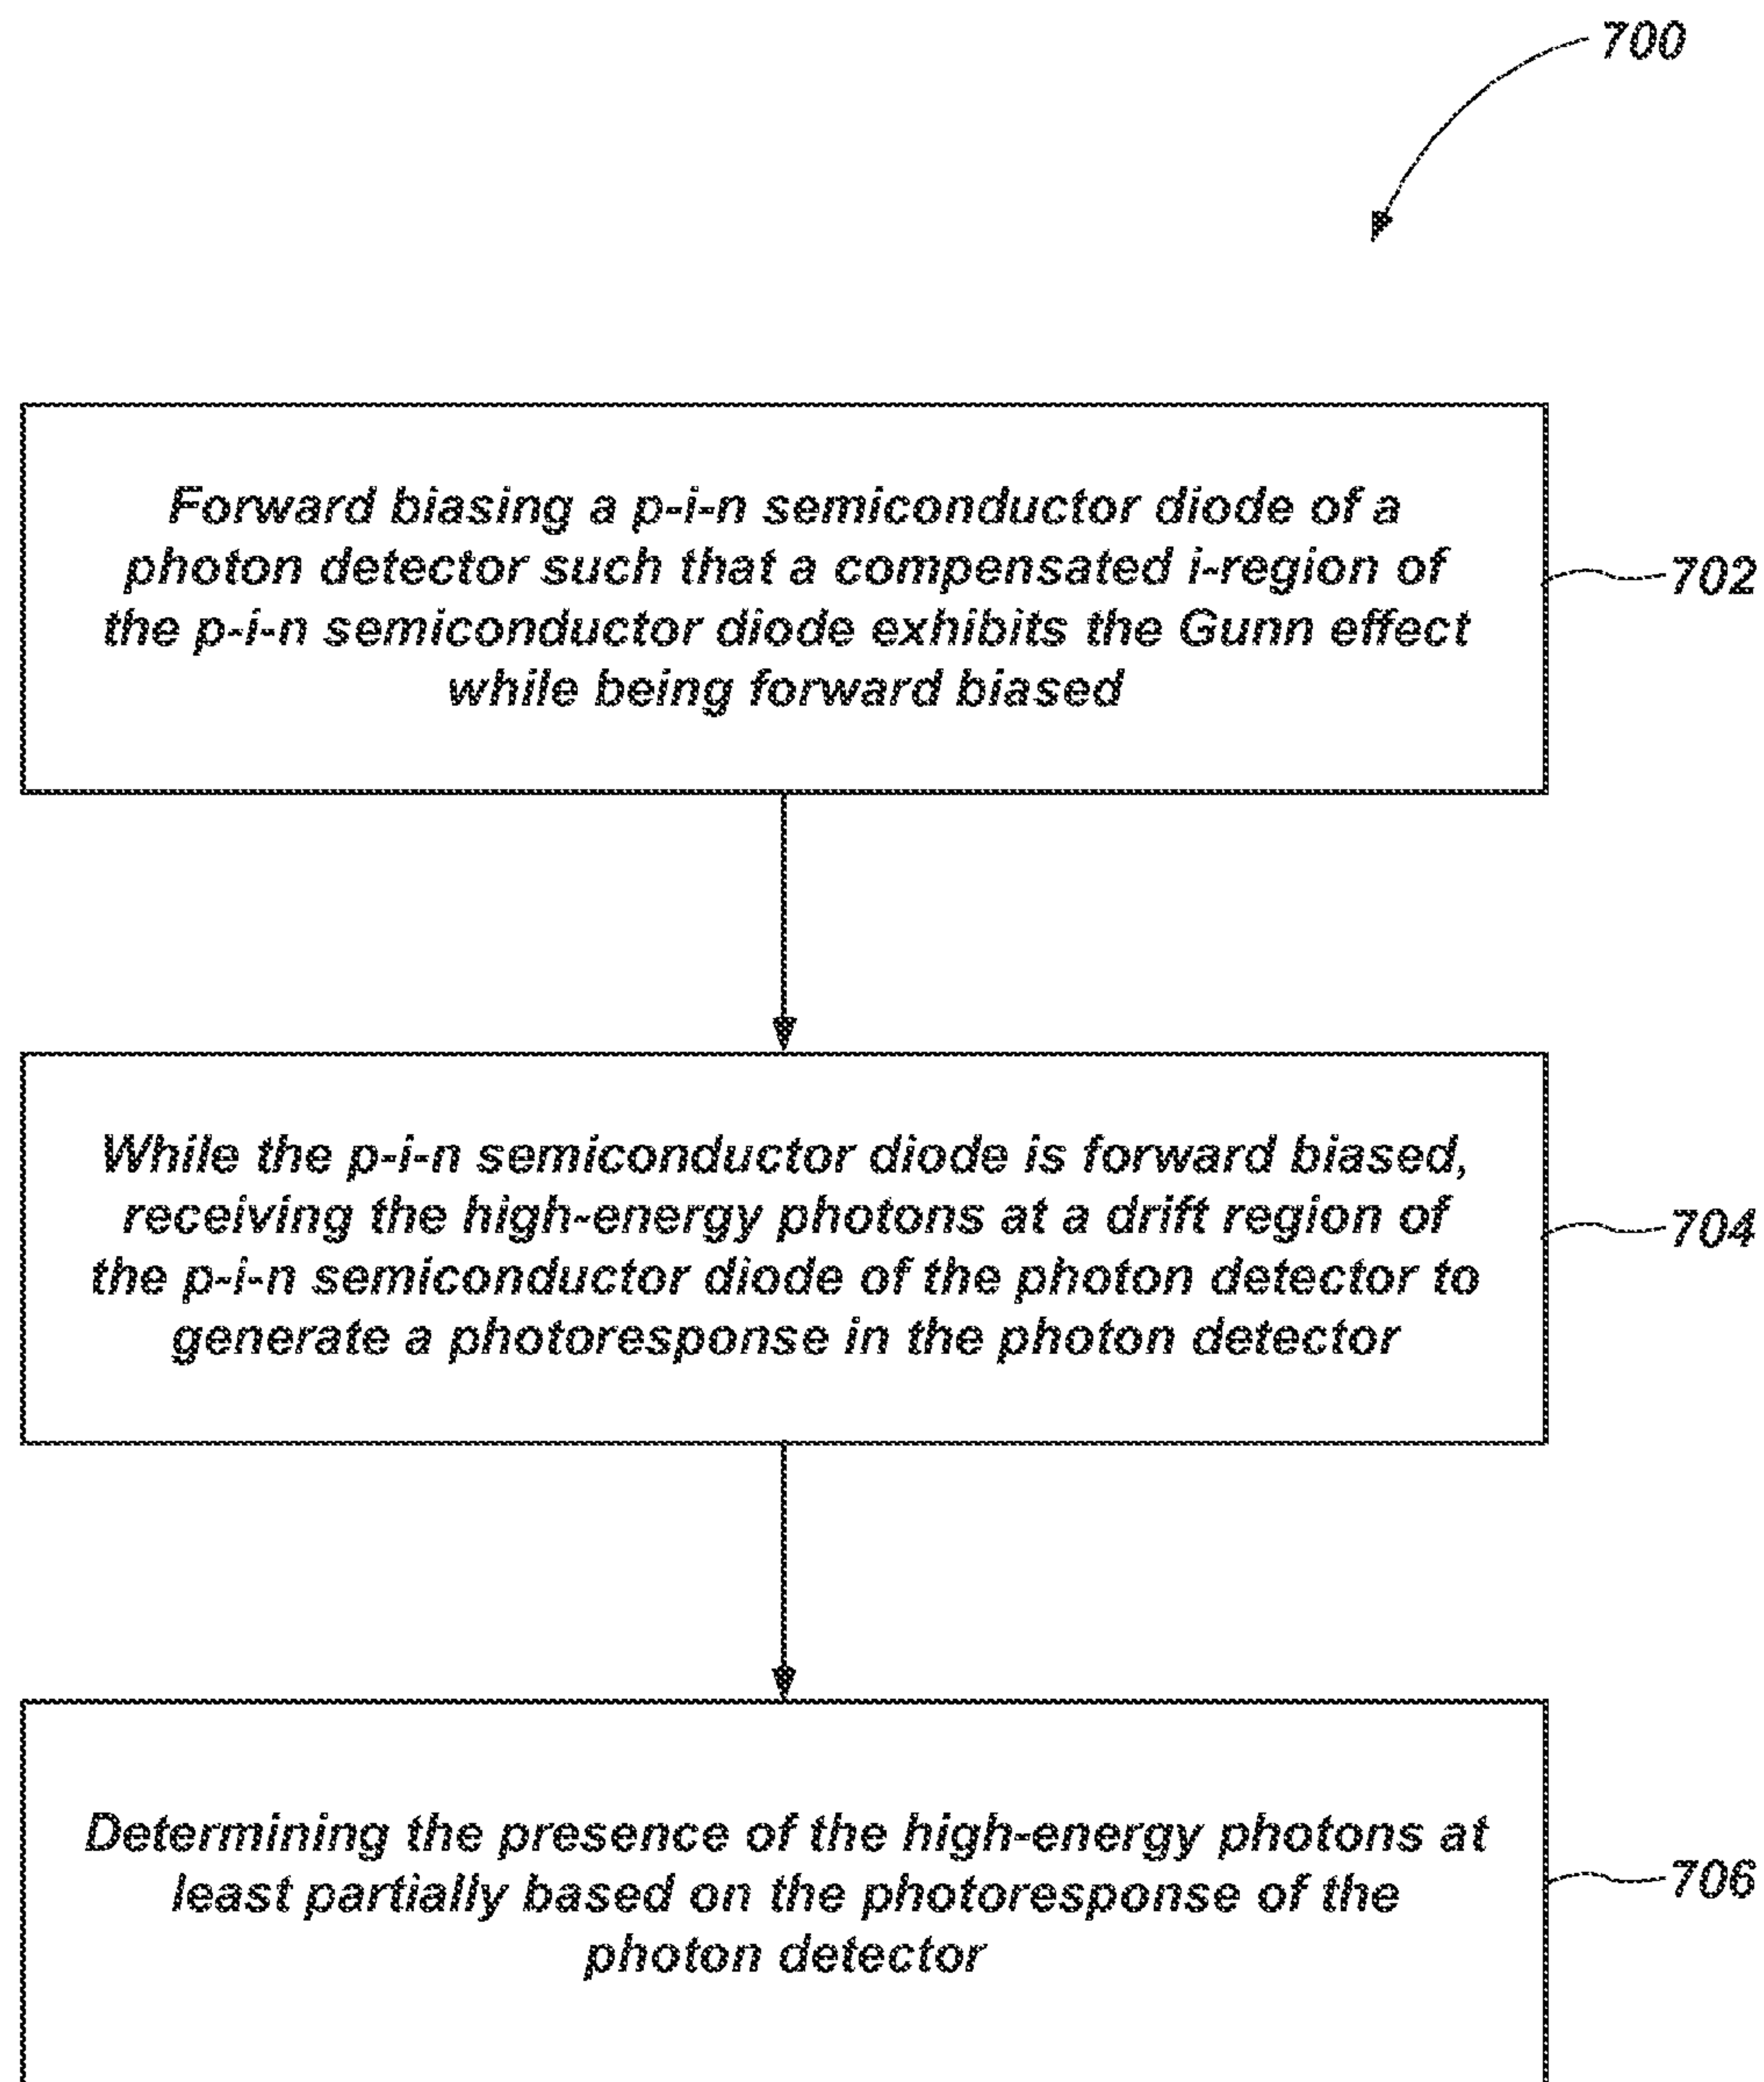 700
Forward biasing a p-i-n semiconductor diode of a
photon detector such that a compensated i-region of
the p-i-n semiconductor diode exhibits the Gunn effect
while being forward biased
702
While the p-i-n semiconductor diode is forward biased,
receiving the high-energy photons at a drift region of
the p-i-n semiconductor diode of the photon detector to
generate a photoresponse in the photon detector
704
Determining the presence of the high-energy photons at
least partially based on the photoresponse of the
photon detector
706